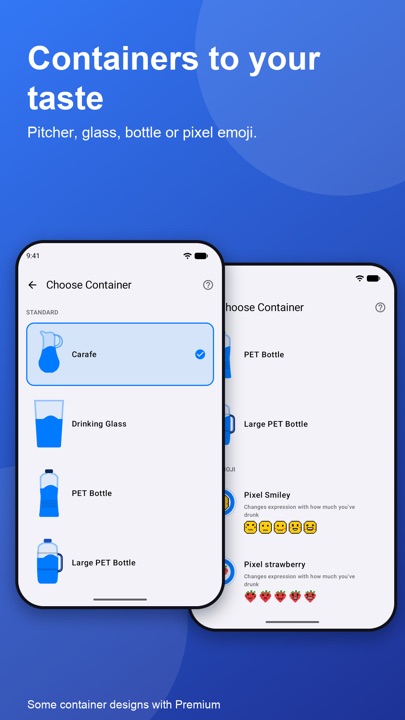 Containers to your
taste
Pitcher, glass, bottle or pixel emoji.
9:41
Choose Container
STANDARD
Carafe
Drinking Glass
PET Bottle
Large PET Bottle
hoose Container
PET Bottle
Large PET Bottle
OJI
Pixel Smiley
Changes expression with how much you've
drunk
Pixel strawberry
Changes expression with how much you've
drunk
Some container designs with Premium